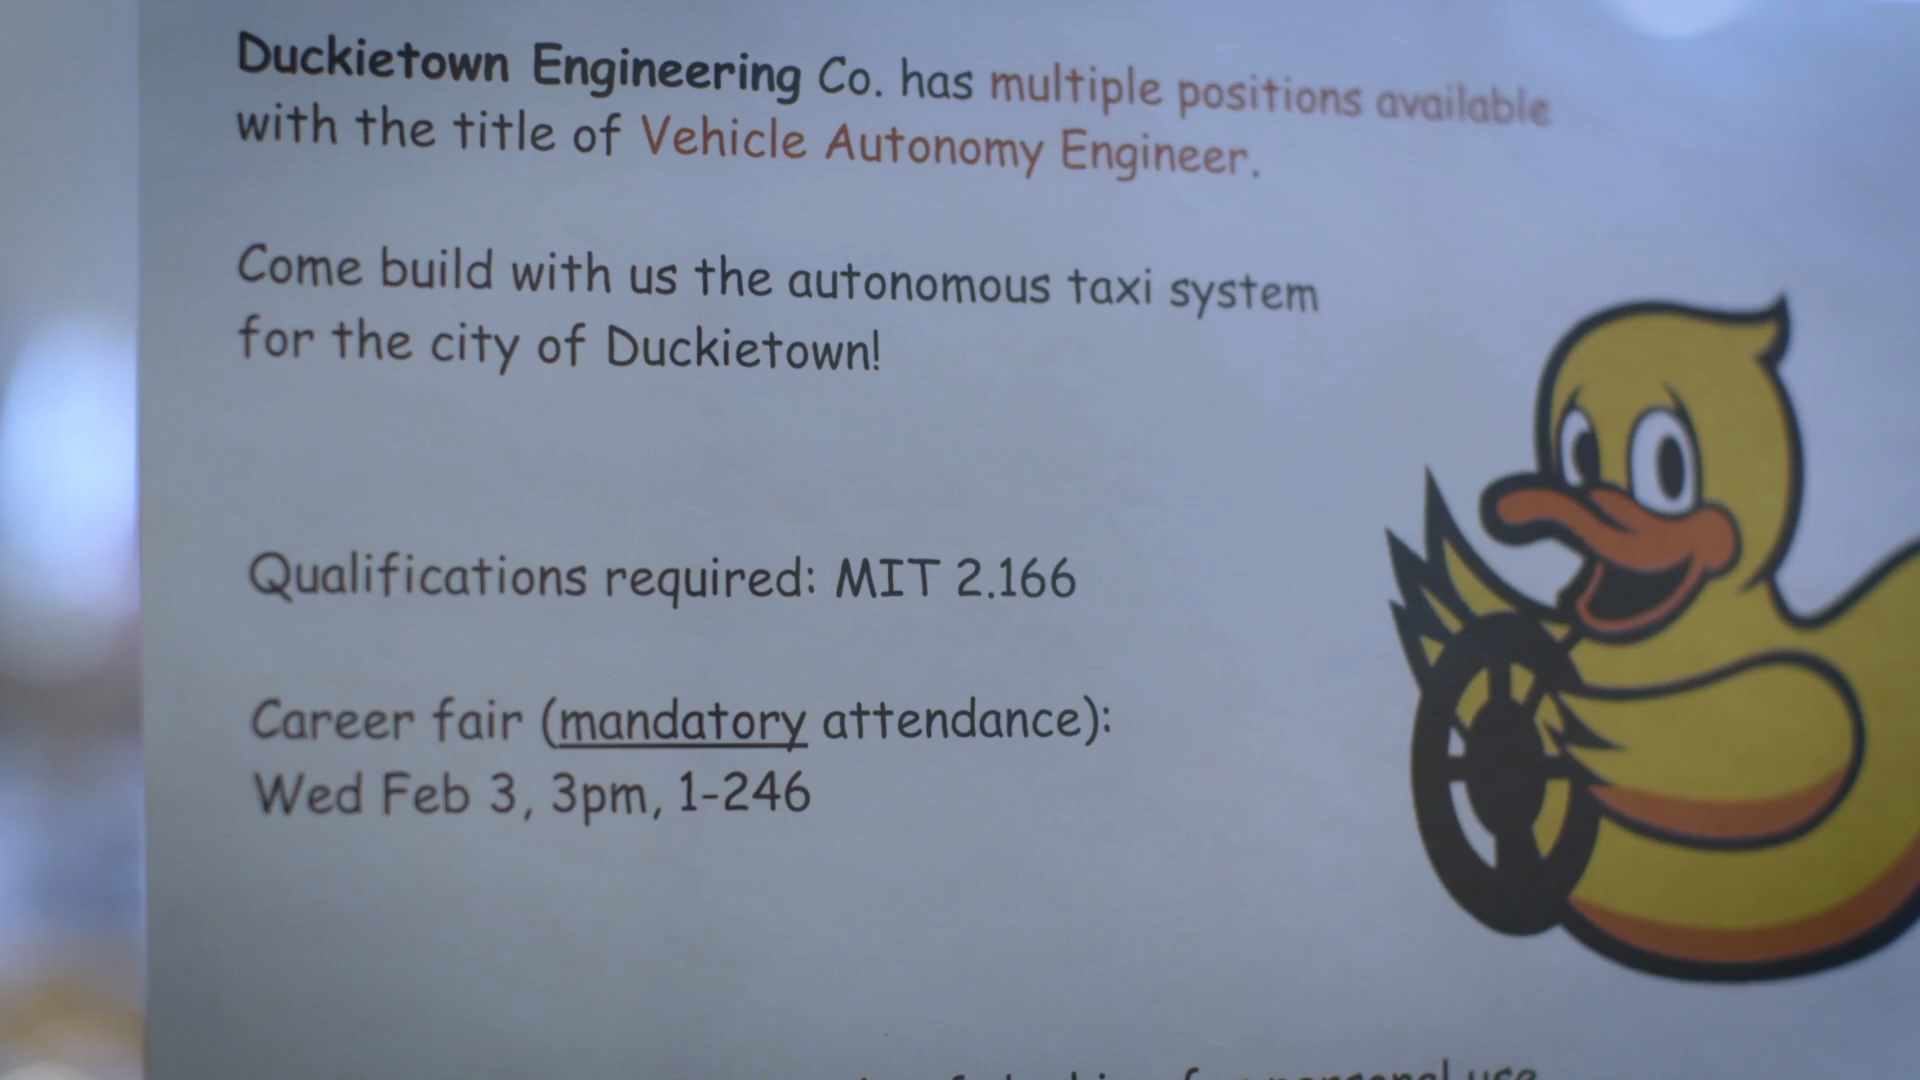 Duckietown Engineering Co. has multiple positions available
with the title of Vehicle Autonomy Engineer.
Come build with us the autonomous taxi system
for the city of Duckietown!
Qualifications required: MIT 2.166
Career fair (mandatory attendance):
Wed Feb 3, 3pm, 1-246
personal use